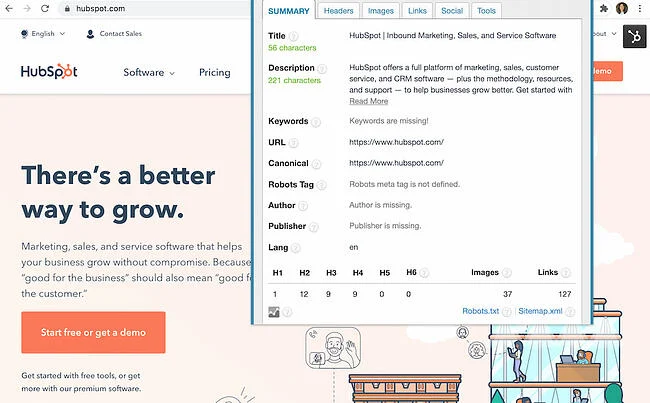 hubspot.com
English
Contact Sales
About
HubSpot
Software
Pricing
demo
There's a better
way to grow.
Marketing, sales, and service software that helps
your business grow without compromise. Because
"good for the business" should also mean "good
the customer."
Start free or get a demo
Get started with free tools, or get
more with our premium software.
SUMMARY Headers Images Links Social Tools
Title ? HubSpot | Inbound Marketing, Sales, and Service Software
56 characters
Description ? HubSpot offers a full platform of marketing, sales, customer
221 characters service, and CRM software — plus the methodology, resources,
and support — to help businesses grow better. Get started with
Read More
Keywords ? Keywords are missing!
URL ? https://www.hubspot.com/
Canonical ? https://www.hubspot.com/
Robots Tag ? Robots meta tag is not defined.
Author ? Author is missing.
Publisher ? Publisher is missing.
Lang ? en
H1 H2 H3 H4 H5 H6 ? Images ? Links ?
1 12 9 9 0 0 37 127
? Robots.txt ? | Sitemap.xml ?